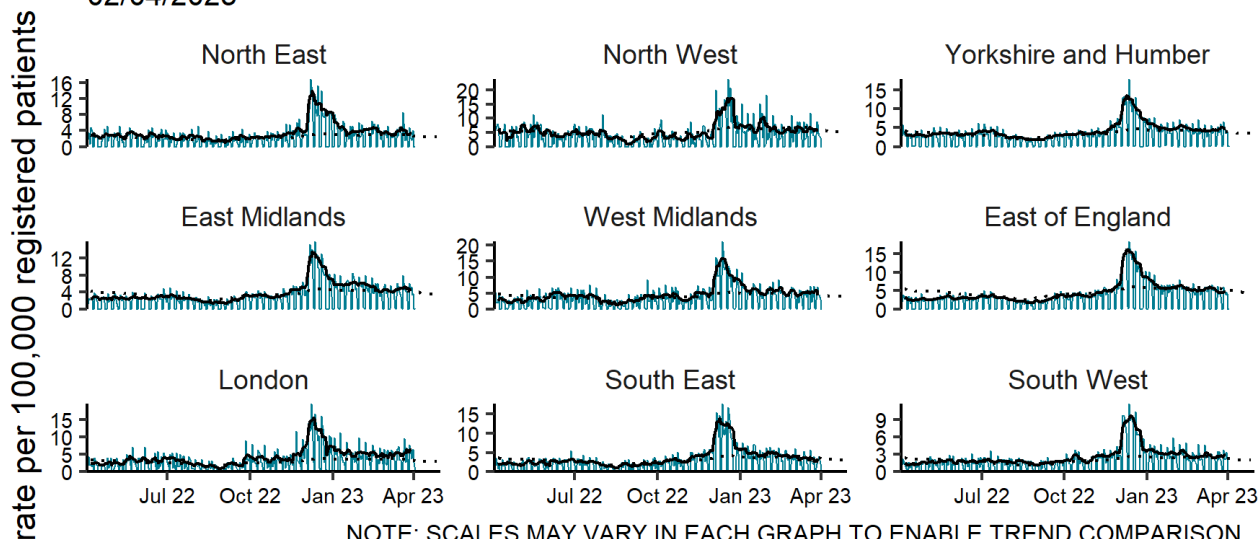 02/04/2023
rate per 100,000 registered patients
North East
North West
Yorkshire and Humber
16
12
8
4
0
20
15
10
5
0
15
10
5
0
East Midlands
West Midlands
East of England
12
8
4
0
20
15
10
5
0
15
10
5
0
London
South East
South West
15
10
5
0
15
10
5
0
9
6
3
0
Jul 22 Oct 22 Jan 23 Apr 23
Jul 22 Oct 22 Jan 23 Apr 23
Jul 22 Oct 22 Jan 23 Apr 23
NOTE: SCALES MAY VARY IN EACH GRAPH TO ENABLE TREND COMPARISON